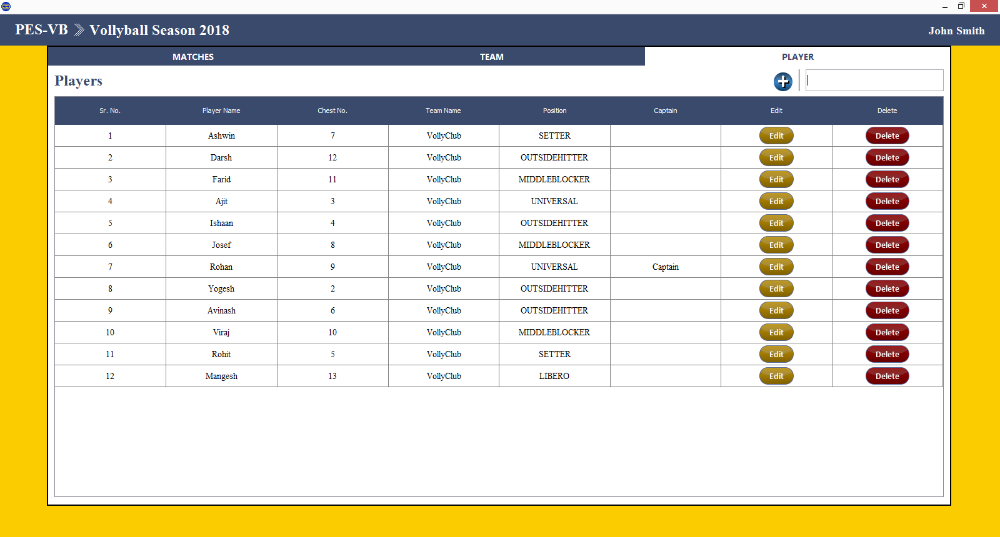 PES-VB Vollyball Season 2018 John Smith
MATCHES TEAM PLAYER
Players
Sr. No. Player Name Chest No. Team Name Position Captain Edit Delete
1 Ashwin 7 VollyClub SETTER Edit Delete
2 Darsh 12 VollyClub OUTSIDEHITTER Edit Delete
3 Farid 11 VollyClub MIDDLEBLOCKER Edit Delete
4 Ajit 3 VollyClub UNIVERSAL Edit Delete
5 Ishaan 4 VollyClub OUTSIDEHITTER Edit Delete
6 Josef 8 VollyClub MIDDLEBLOCKER Edit Delete
7 Rohan 9 VollyClub UNIVERSAL Captain Edit Delete
8 Yogesh 2 VollyClub OUTSIDEHITTER Edit Delete
9 Avinash 6 VollyClub OUTSIDEHITTER Edit Delete
10 Viraj 10 VollyClub MIDDLEBLOCKER Edit Delete
11 Rohit 5 VollyClub SETTER Edit Delete
12 Mangesh 13 VollyClub LIBERO Edit Delete